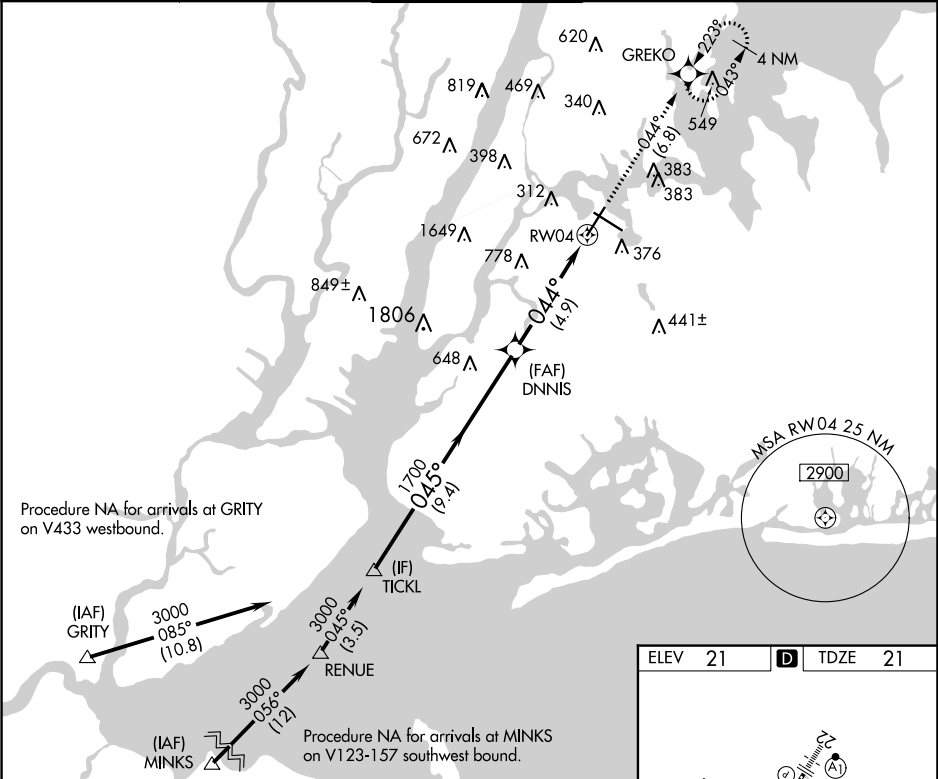 620
GREKO
223°
4 NM
043°
819
469
340
549
672
398
044°
(6.8)
383
383
312
1649
RW04
376
778
849±
1806
044°
(4.9)
441±
648
(FAF)
DNNIS
MSA RW04 25 NM
2900
1700
045°
(9.4)
Procedure NA for arrivals at GRITY
on V433 westbound.
(IF)
TICKL
(IAF)
GRITY
3000
085°
(10.8)
3000
045°
(3.5)
RENUE
ELEV 21 D TDZE 21
3000
056°
(12)
(IAF)
MINKS
Procedure NA for arrivals at MINKS
on V123-157 southwest bound.
22
A1